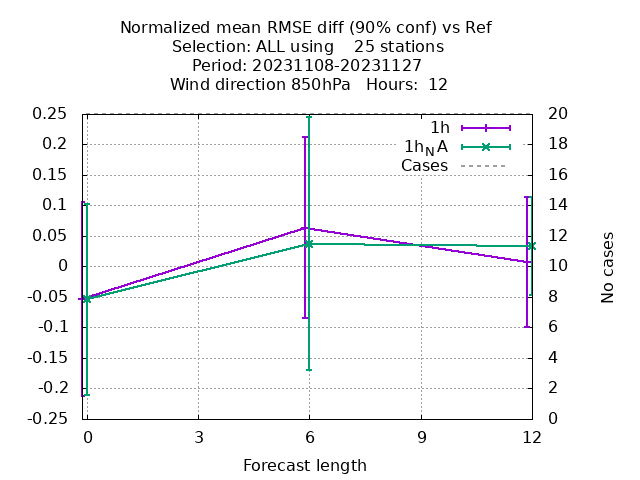 Normalized mean RMSE diff (90% conf) vs Ref
Selection: ALL using    25 stations
Period: 20231108-20231127
Wind direction 850hPa   Hours:  12
0.25
0.2
0.15
0.1
0.05
0
-0.05
-0.1
-0.15
-0.2
-0.25
1h
1hNA
Cases
20
18
16
14
12
10
8
6
4
2
0
No cases
0 3 6 9 12
Forecast length